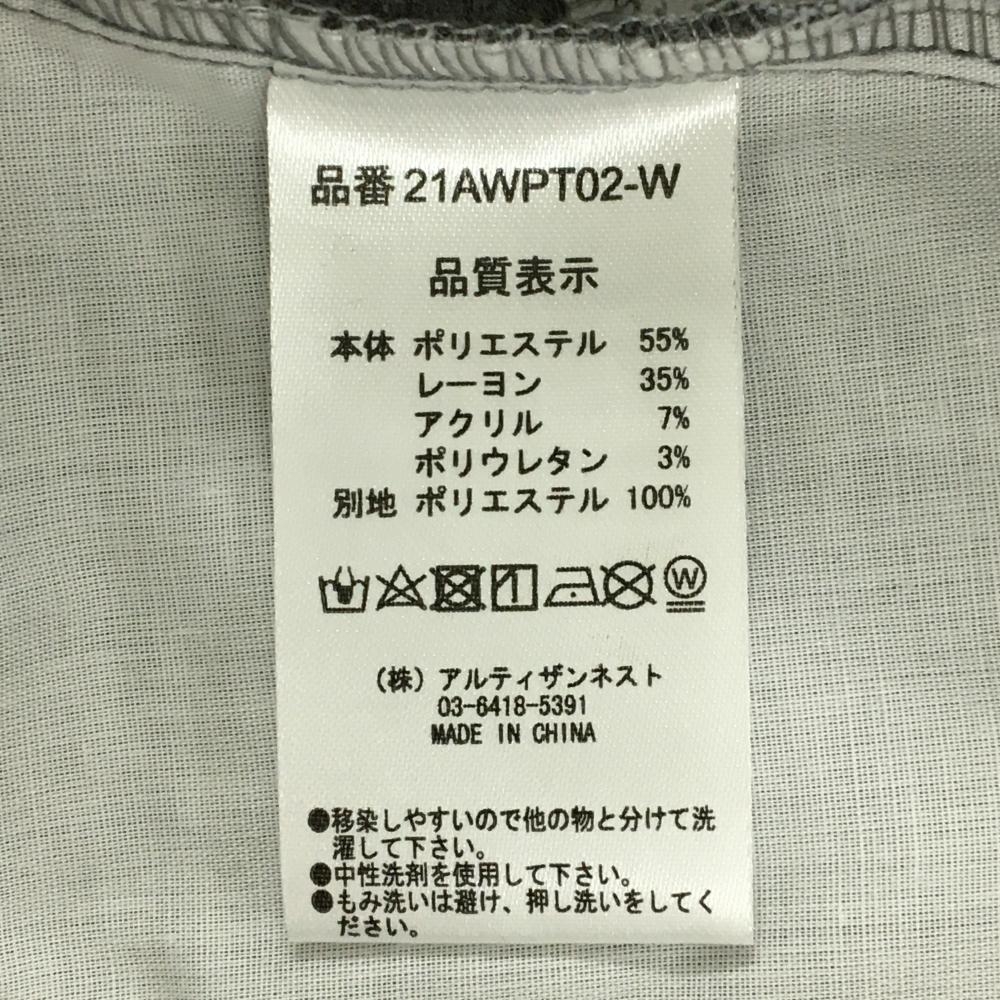 品番 21AWPT02-W
品質表示
本体 ポリエステル 55%
レーヨン 35%
アクリル 7%
ポリウレタン 3%
別地 ポリエステル 100%
W
(株) アルティザンネスト
03-6418-5391
MADE IN CHINA
●移染しやすいので他の物と分けて洗
濯して下さい。
●中性洗剤を使用して下さい。
●もみ洗いは避け、押し洗いをしてく
ださい。